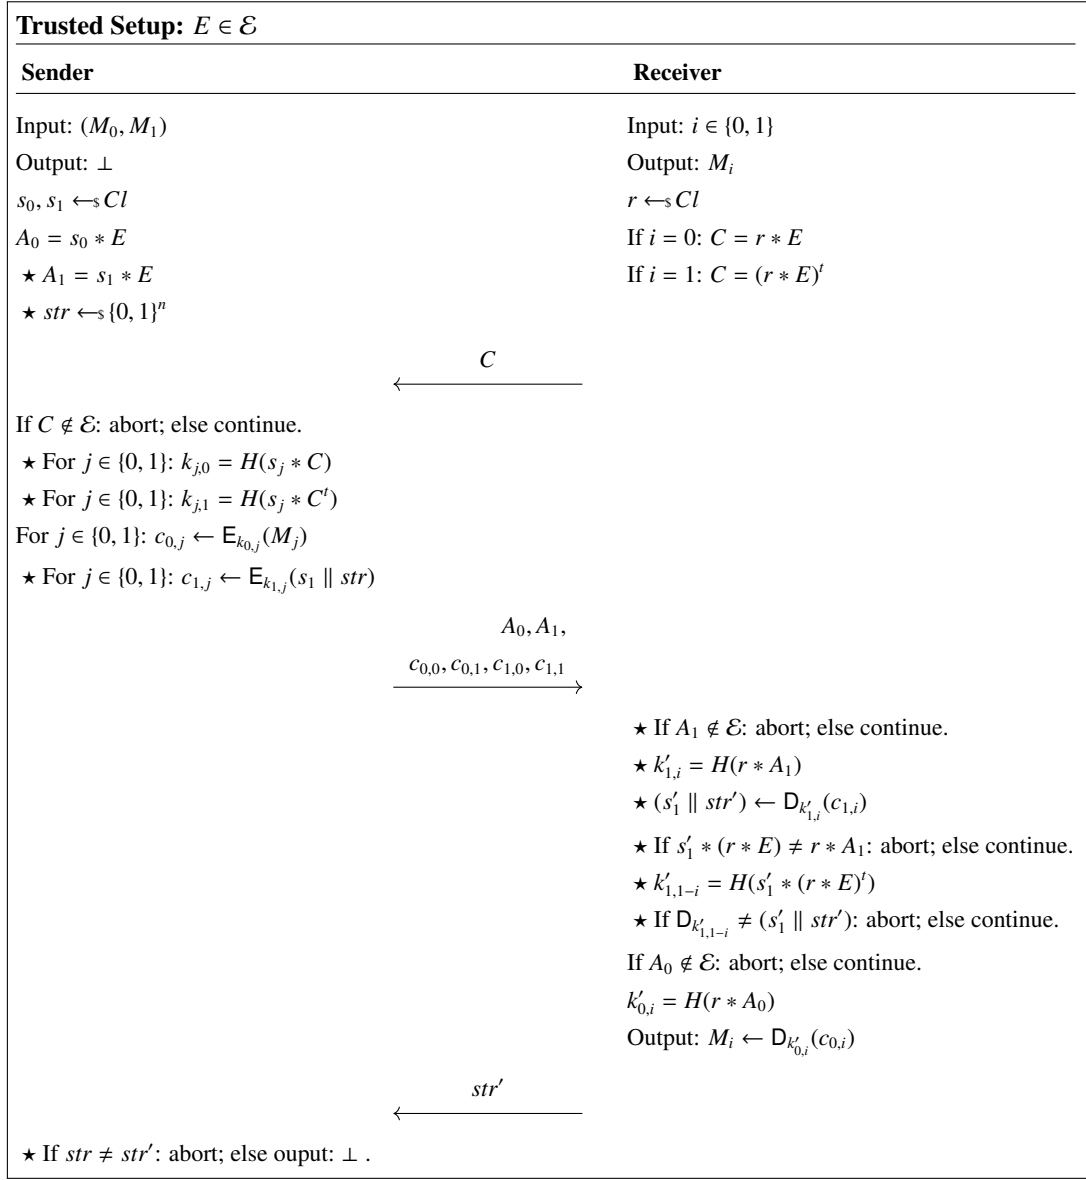 Trusted Setup: E ∈ ℰ
Sender Receiver
Input: (M₀, M₁) Input: i ∈ {0, 1}
Output: ⊥ Output: Mᵢ
s₀, s₁ ←$ Cl r ←$ Cl
A₀ = s₀ * E If i = 0: C = r * E
★ A₁ = s₁ * E If i = 1: C = (r * E)ᵗ
★ str ←$ {0, 1}ⁿ
C
If C ∉ ℰ: abort; else continue.
★ For j ∈ {0, 1}: k_{j,0} = H(s_j * C)
★ For j ∈ {0, 1}: k_{j,1} = H(s_j * Cᵗ)
For j ∈ {0, 1}: c_{0,j} ← E_{k_{0,j}}(M_j)
★ For j ∈ {0, 1}: c_{1,j} ← E_{k_{1,j}}(s₁ ∥ str)
A₀, A₁,
c_{0,0}, c_{0,1}, c_{1,0}, c_{1,1}
★ If A₁ ∉ ℰ: abort; else continue.
★ k′_{1,i} = H(r * A₁)
★ (s′₁ ∥ str′) ← D_{k′_{1,i}}(c_{1,i})
★ If s′₁ * (r * E) ≠ r * A₁: abort; else continue.
★ k′_{1,1−i} = H(s′₁ * (r * E)ᵗ)
★ If D_{k′_{1,1−i}} ≠ (s′₁ ∥ str′): abort; else continue.
If A₀ ∉ ℰ: abort; else continue.
k′_{0,i} = H(r * A₀)
Output: Mᵢ ← D_{k′_{0,i}}(c_{0,i})
str′
★ If str ≠ str′: abort; else ouput: ⊥ .